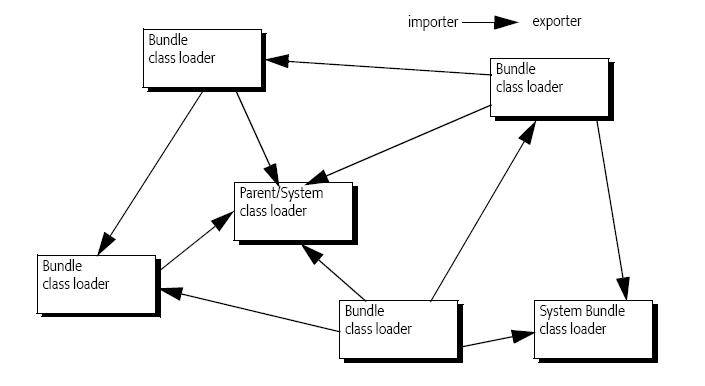 importer exporter
Bundle
class loader
Bundle
class loader
Parent/System
class loader
Bundle
class loader
Bundle
class loader
System Bundle
class loader